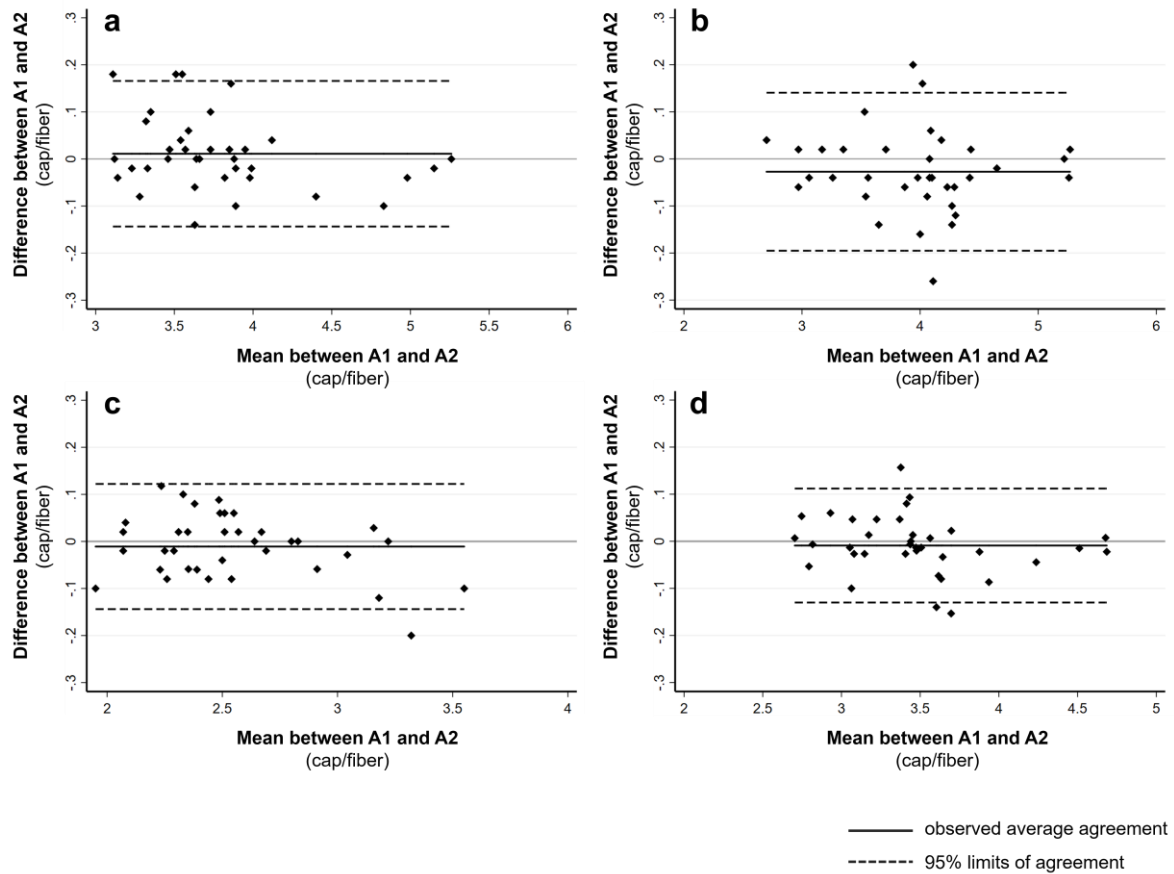 a
Difference between A1 and A2
(cap/fiber)
.3
.2
.1
0
-.1
-.2
-.3
3
3.5
4
4.5
5
5.5
6
Mean between A1 and A2
(cap/fiber)
b
Difference between A1 and A2
(cap/fiber)
.3
.2
.1
0
-.1
-.2
-.3
2
3
4
5
6
Mean between A1 and A2
(cap/fiber)
c
Difference between A1 and A2
(cap/fiber)
.3
.2
.1
0
-.1
-.2
-.3
2
2.5
3
3.5
4
Mean between A1 and A2
(cap/fiber)
d
Difference between A1 and A2
(cap/fiber)
.3
.2
.1
0
-.1
-.2
-.3
2
2.5
3
3.5
4
4.5
5
Mean between A1 and A2
(cap/fiber)
observed average agreement
95% limits of agreement